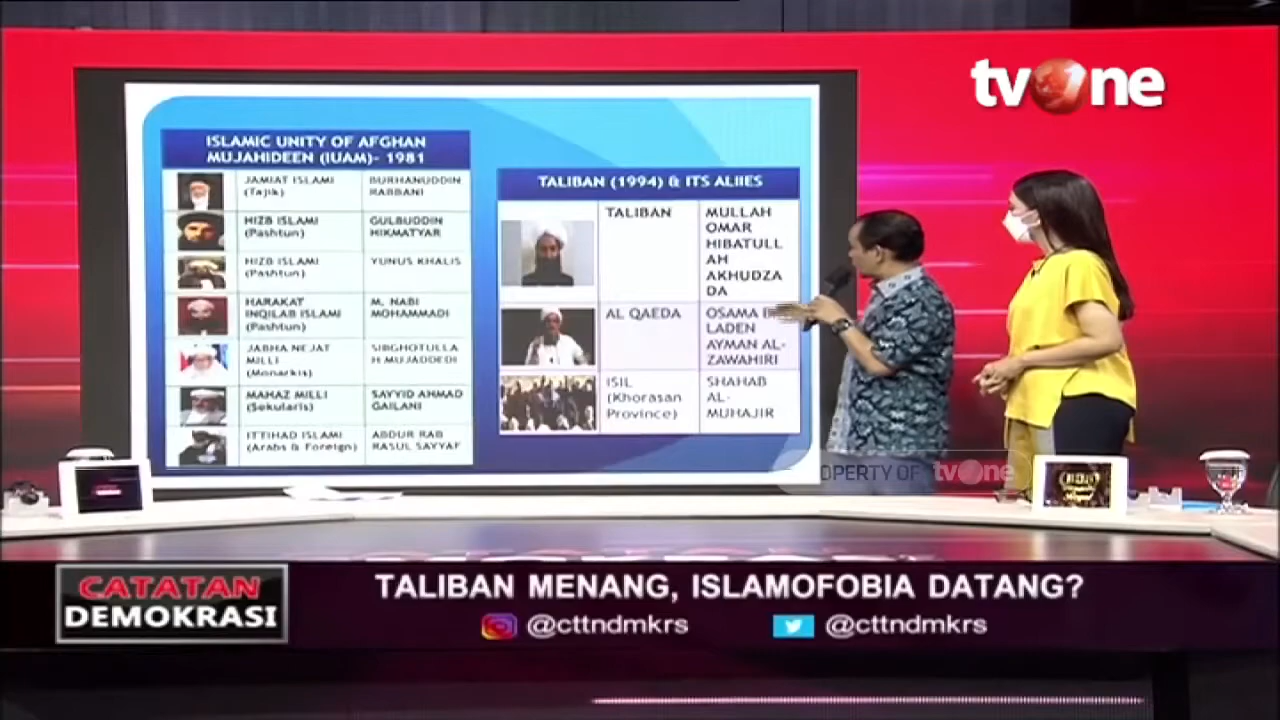 tvOne
ISLAMIC UNITY OF AFGHAN
MUJAHIDEEN (IUAM)- 1981
JAMIAT ISLAMI
(Tajik)
BURHANUDDIN
RABBANI
HIZB ISLAMI
(Pashtun)
GULBUDDIN
HIKMATYAR
HIZB ISLAMI
(Pashtun)
YUNUS KHALIS
HARAKAT
INQILAB ISLAMI
(Pashtun)
M. NABI
MOHAMMADI
JABHA NEJAT
MILLI
(Monarkis)
SIBGHOTULLA
H MUJADDEDI
MAHAZ MILLI
(Sekularis)
SAYYID AHMAD
GAILANI
ITTIHAD ISLAMI
(Arabs & Foreign)
ABDUR RAB
RASUL SAYYAF
TALIBAN (1994) & ITS ALIIES
TALIBAN
MULLAH
OMAR
HIBATULL
AH
AKHUDZA
DA
AL QAEDA
OSAMA
LADEN
AYMAN AL-
ZAWAHIRI
ISIL
(Khorasan
Province)
SHAHAB
AL-
MUHAJIR
OPERTY OF tvOne
CATATAN
DEMOKRASI
TALIBAN MENANG, ISLAMOFOBIA DATANG?
@cttndmkrs
@cttndmkrs